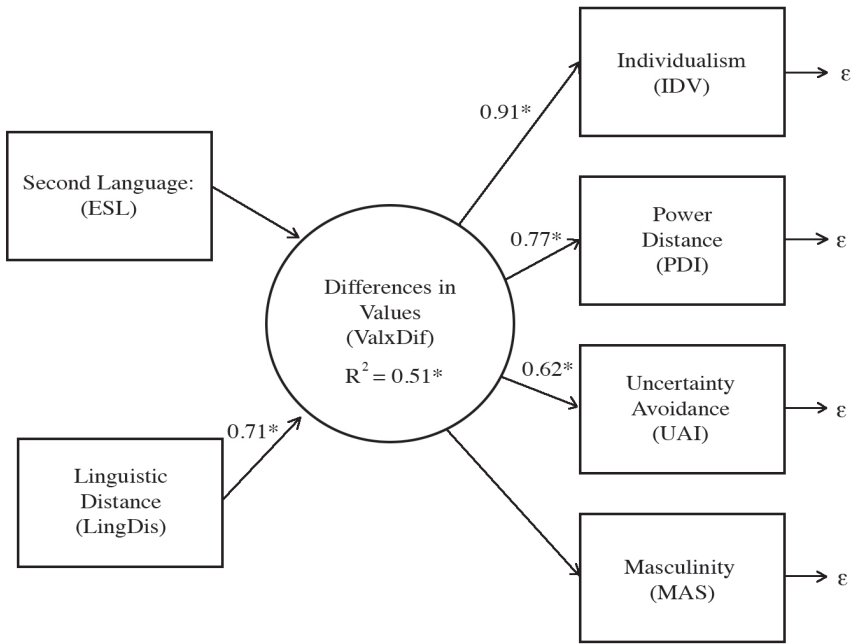 Individualism
(IDV)
ε
0.91*
Second Language:
(ESL)
Power
Distance
(PDI)
ε
0.77*
Differences in
Values
(ValxDif)
R² = 0.51*
0.62*
Uncertainty
Avoidance
(UAI)
ε
0.71*
Linguistic
Distance
(LingDis)
Masculinity
(MAS)
ε